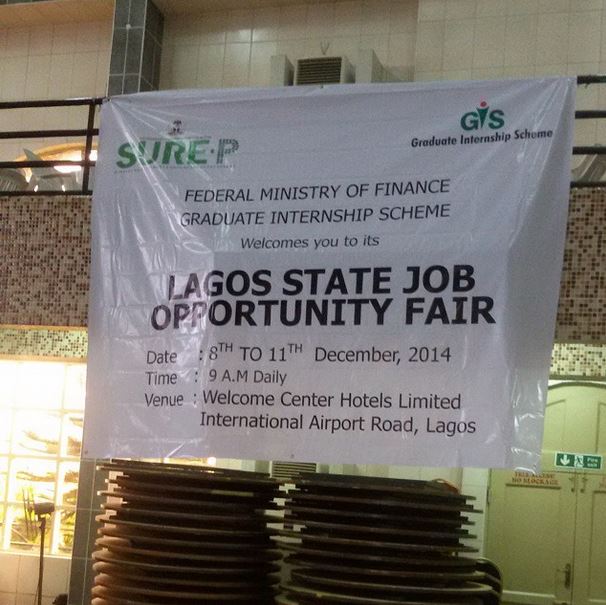 SURE-P
GIS
Graduate Internship Scheme
FEDERAL MINISTRY OF FINANCE
GRADUATE INTERNSHIP SCHEME
Welcomes you to its
LAGOS STATE JOB
OPPORTUNITY FAIR
Date : 8TH TO 11TH December, 2014
Time : 9 A.M Daily
Venue : Welcome Center Hotels Limited
International Airport Road, Lagos
Fire
exit